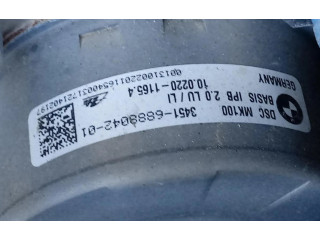 DSC MK100
BASIS IPB 2.0 LU / LI
10.0220-1165.4
GERMANY
3451-6888042-01